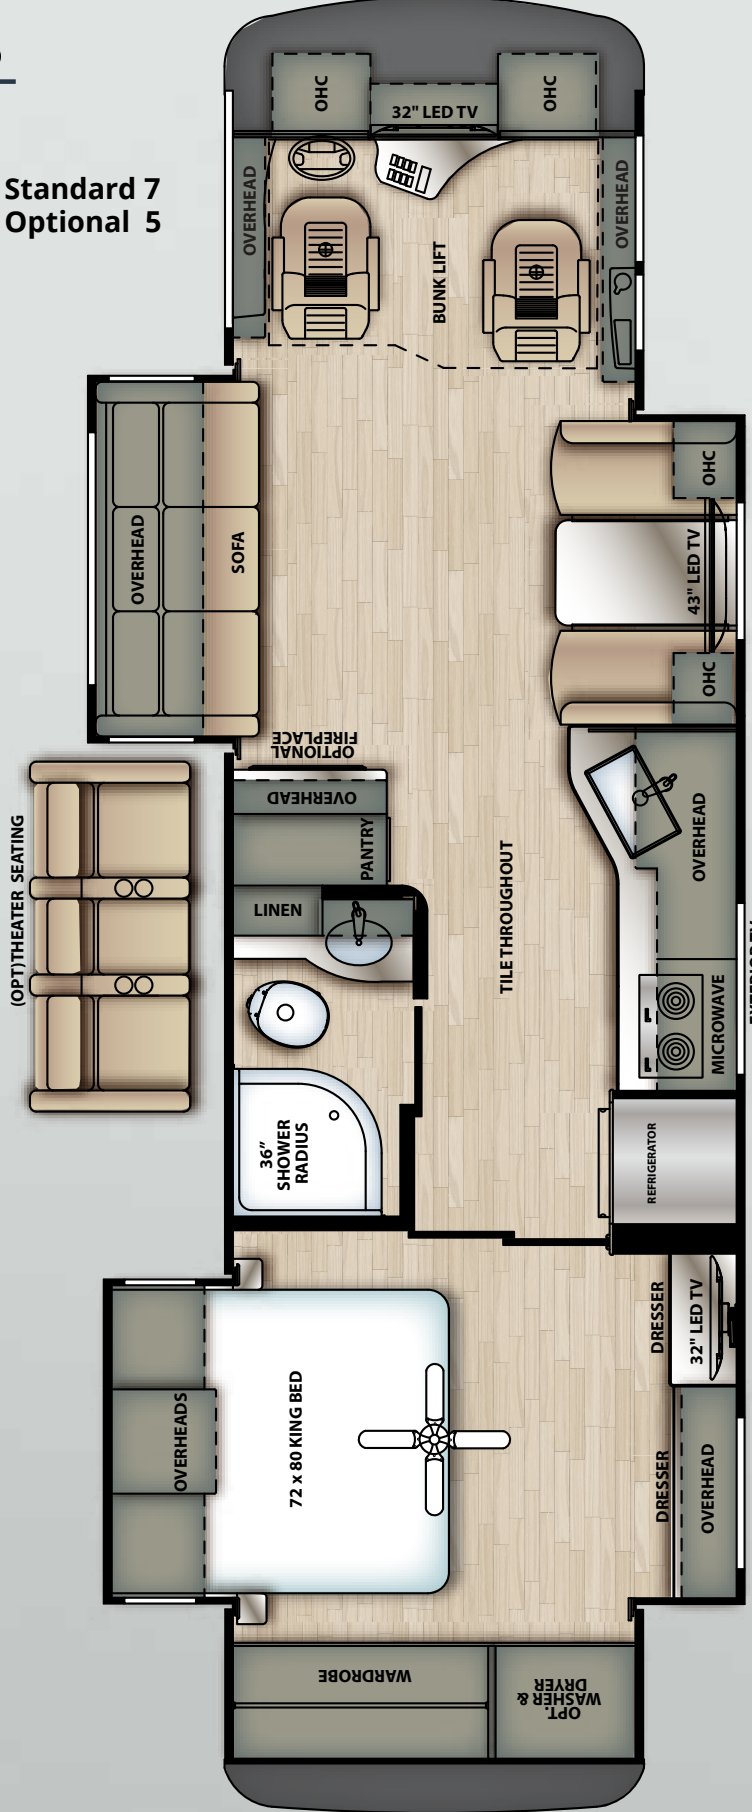 Standard 7
Optional 5
OHC
32" LED TV
OHC
OVERHEAD
OVERHEAD
BUNK LIFT
OVERHEAD
SOFA
OHC
43" LED TV
OHC
OPTIONAL
FIREPLACE
OVERHEAD
PANTRY
(OPT)THEATER SEATING
LINEN
TILE THROUGHOUT
OVERHEAD
MICROWAVE
36”
SHOWER
RADIUS
REFRIGERATOR
DRESSER
32" LED TV
OVERHEADS
72 x 80 KING BED
DRESSER
OVERHEAD
WARDROBE
OPT.
WASHER &
DRYER